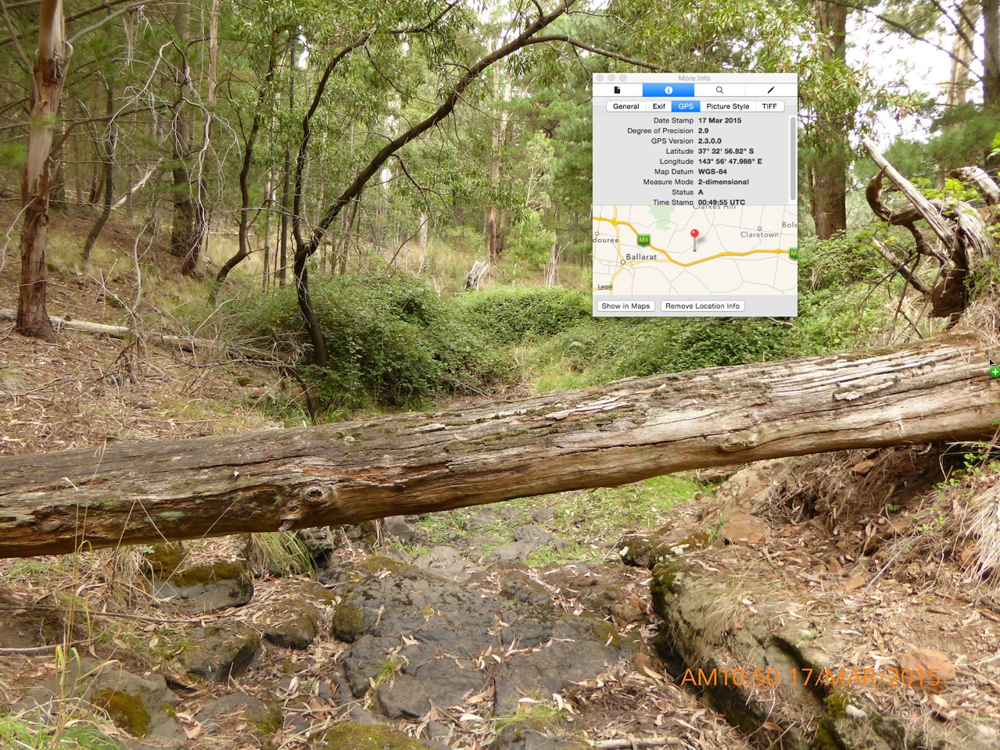 More Info
General Exif GPS Picture Style TIFF
Date Stamp 17 Mar 2015
Degree of Precision 2.9
GPS Version 2.3.0.0
Latitude 37° 32' 56.82" S
Longitude 143° 56' 47.988" E
Map Datum WGS-84
Measure Mode 2-dimensional
Status A
Time Stamp 00:49:55 UTC
Clarkes Hill
Bolw
Claretown
douree
M8
M
Ballarat
Legal
Show in Maps Remove Location Info
AM10:50 17/MAR/2015